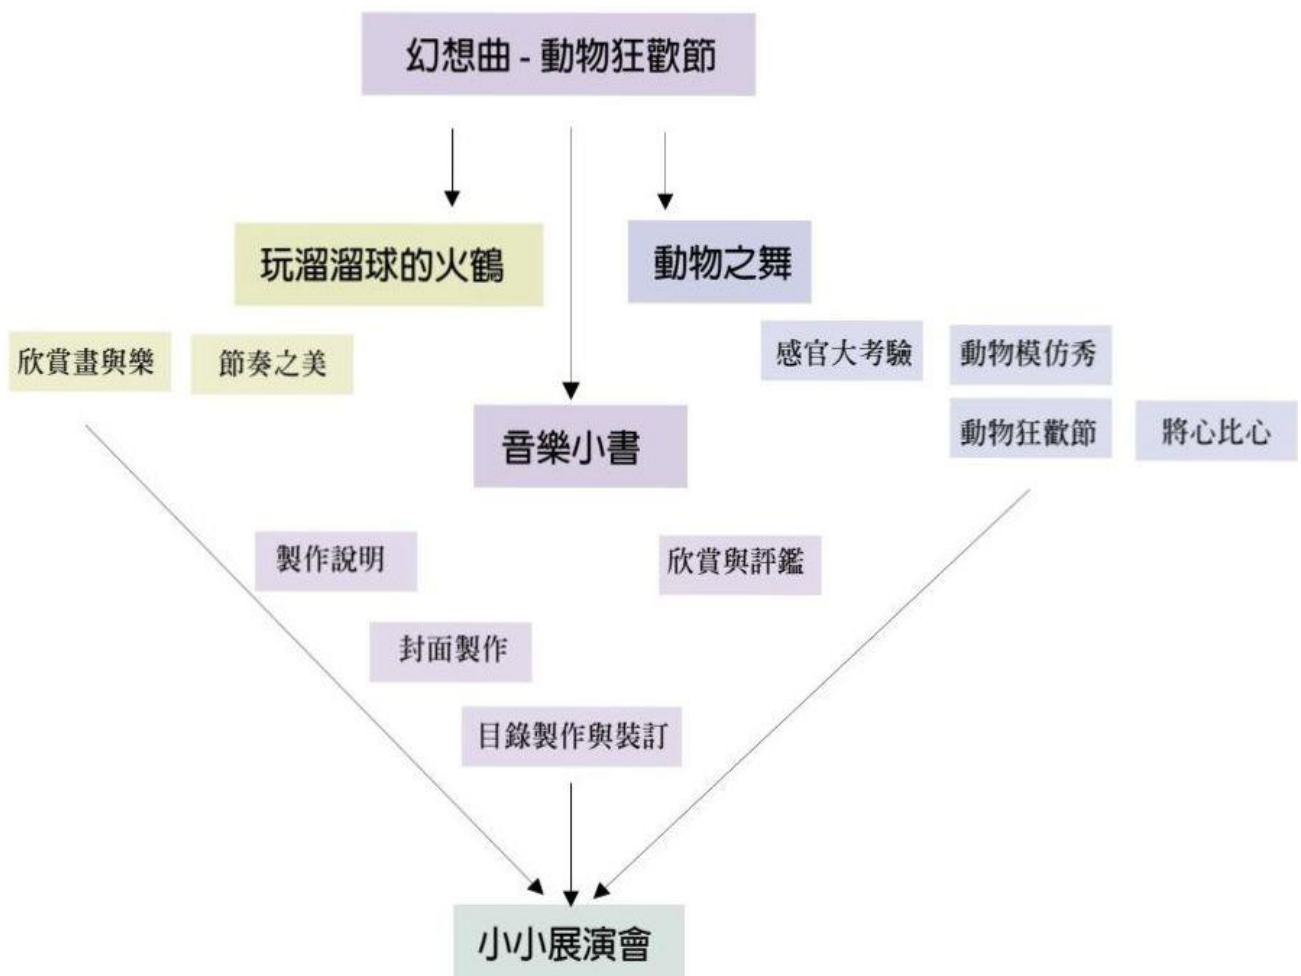 幻想曲 - 動物狂歡節
玩溜溜球的火鶴
動物之舞
欣賞畫與樂
節奏之美
感官大考驗
動物模仿秀
動物狂歡節
將心比心
音樂小書
製作說明
欣賞與評鑑
封面製作
目錄製作與裝訂
小小展演會